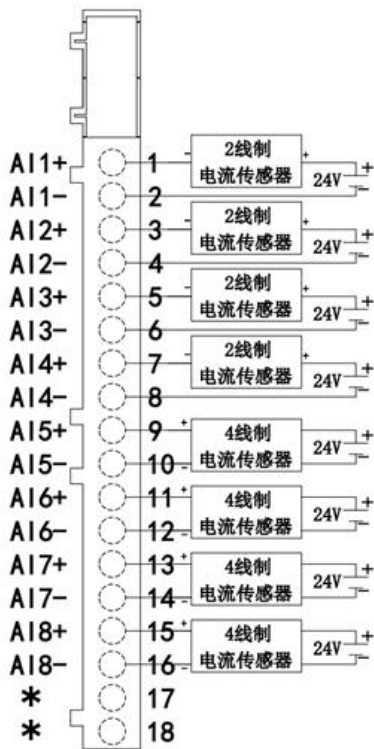 AI1+ 1 - 2线制电流传感器 + 24V + -
AI1- 2
AI2+ 3 - 2线制电流传感器 + 24V + -
AI2- 4
AI3+ 5 - 2线制电流传感器 + 24V + -
AI3- 6
AI4+ 7 - 2线制电流传感器 + 24V + -
AI4- 8
AI5+ 9 + 4线制电流传感器 24V + -
AI5- 10 -
AI6+ 11 + 4线制电流传感器 24V + -
AI6- 12 -
AI7+ 13 + 4线制电流传感器 24V + -
AI7- 14 -
AI8+ 15 + 4线制电流传感器 24V + -
AI8- 16 -
* 17
* 18